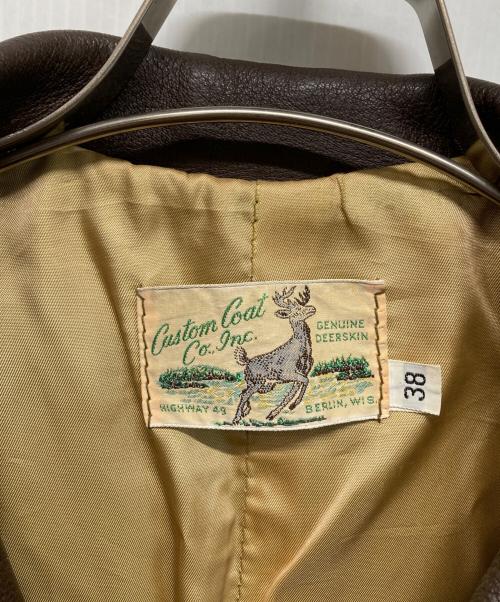 Custom Coat
Co., Inc.
GENUINE
DEERSKIN
HIGHWAY 49
BERLIN, WIS.
38